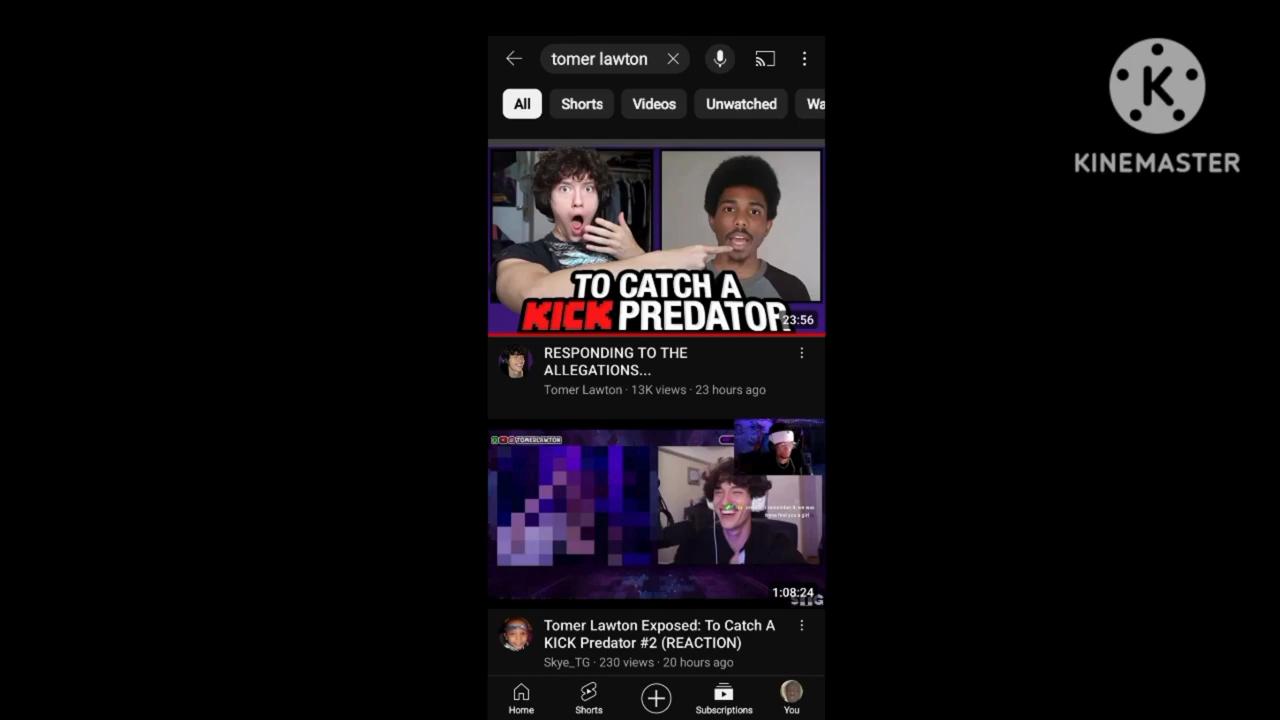 tomer lawton
All
Shorts
Videos
Unwatched
Wa
K
KINEMASTER
TO CATCH A
KICK PREDATOR
23:56
RESPONDING TO THE
ALLEGATIONS...
Tomer Lawton · 13K views · 23 hours ago
@TOMERLAWTON
1:08:24
Tomer Lawton Exposed: To Catch A
KICK Predator #2 (REACTION)
Skye_TG · 230 views · 20 hours ago
Home
Shorts
Subscriptions
You